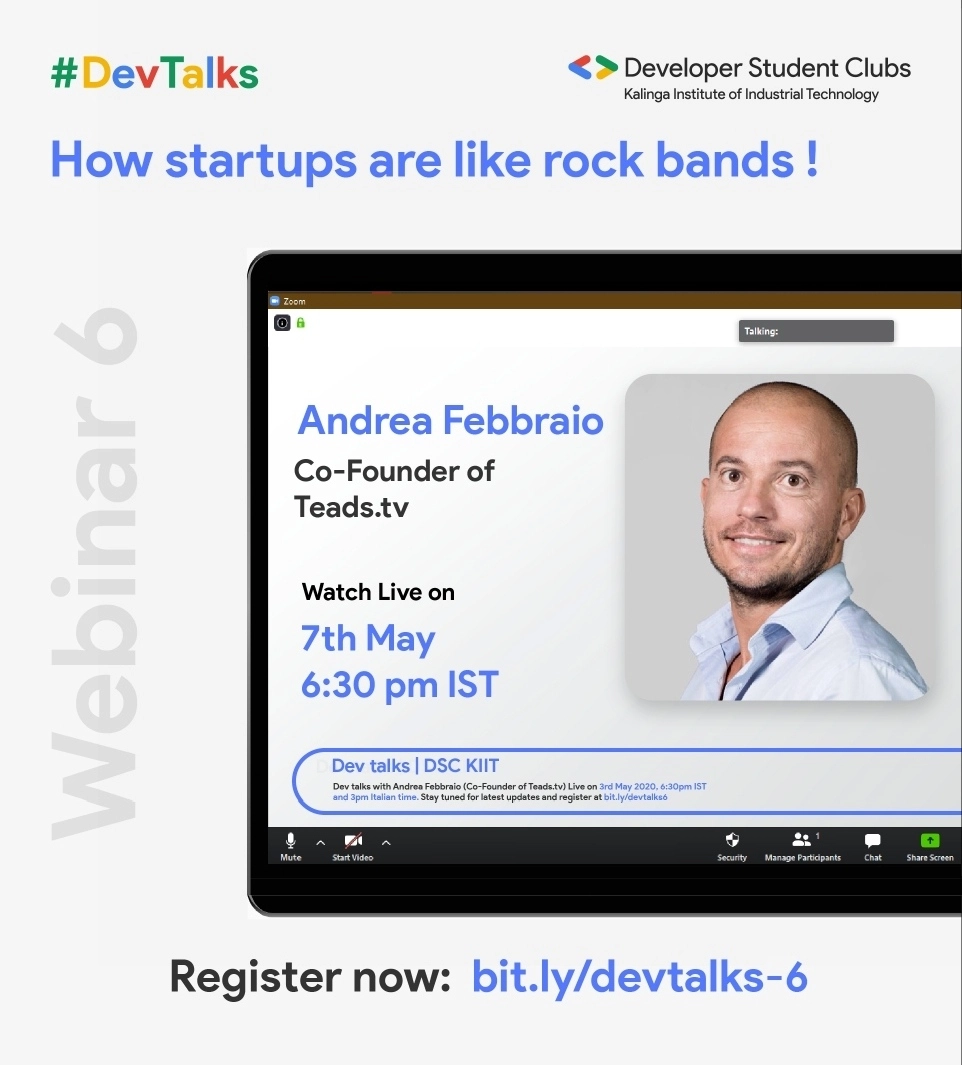 #DevTalks
Developer Student Clubs
Kalinga Institute of Industrial Technology
How startups are like rock bands !
Webinar 6
Zoom
Talking:
Andrea Febbraio
Co-Founder of
Teads.tv
Watch Live on
7th May
6:30 pm IST
Dev talks | DSC KIIT
Dev talks with Andrea Febbraio (Co-Founder of Teads.tv) Live on 3rd May 2020, 6:30pm IST
and 3pm Italian time. Stay tuned for latest updates and register at bit.ly/devtalks6
Mute
Start Video
Security
Manage Participants
1
Chat
Share Screen
Register now: bit.ly/devtalks-6